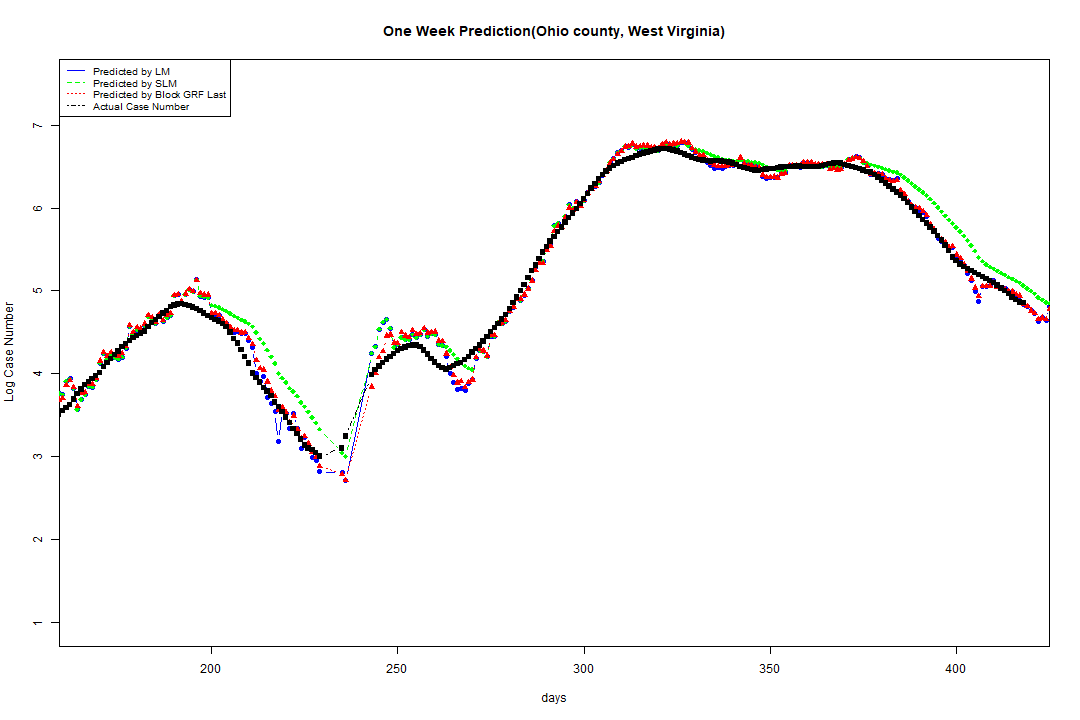 One Week Prediction(Ohio county, West Virginia)
Predicted by LM
Predicted by SLM
Predicted by Block GRF Last
Actual Case Number
7
6
5
4
3
2
1
Log Case Number
200 250 300 350 400
days